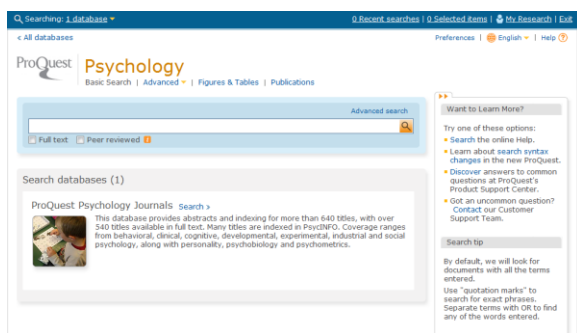 Searching: 1 database
0 Recent searches | 0 Selected items | My Research | Exit
< All databases
Preferences | English | Help ?
ProQuest
Psychology
Basic Search | Advanced | Figures & Tables | Publications
Advanced search
Full text Peer reviewed
Search databases (1)
ProQuest Psychology Journals Search >
This database provides abstracts and indexing for more than 640 titles, with over
540 titles available in full text. Many titles are indexed in PsycINFO. Coverage ranges
from behavioral, clinical, cognitive, developmental, experimental, industrial and social
psychology, along with personality, psychobiology and psychometrics.
Want to Learn More?
Try one of these options:
Search the online Help.
Learn about search syntax
changes in the new ProQuest.
Discover answers to common
questions at ProQuest's
Product Support Center.
Got an uncommon question?
Contact our Customer
Support Team.
Search tip
By default, we will look for
documents with all the terms
entered.
Use "quotation marks" to
search for exact phrases.
Separate terms with OR to find
any of the words entered.